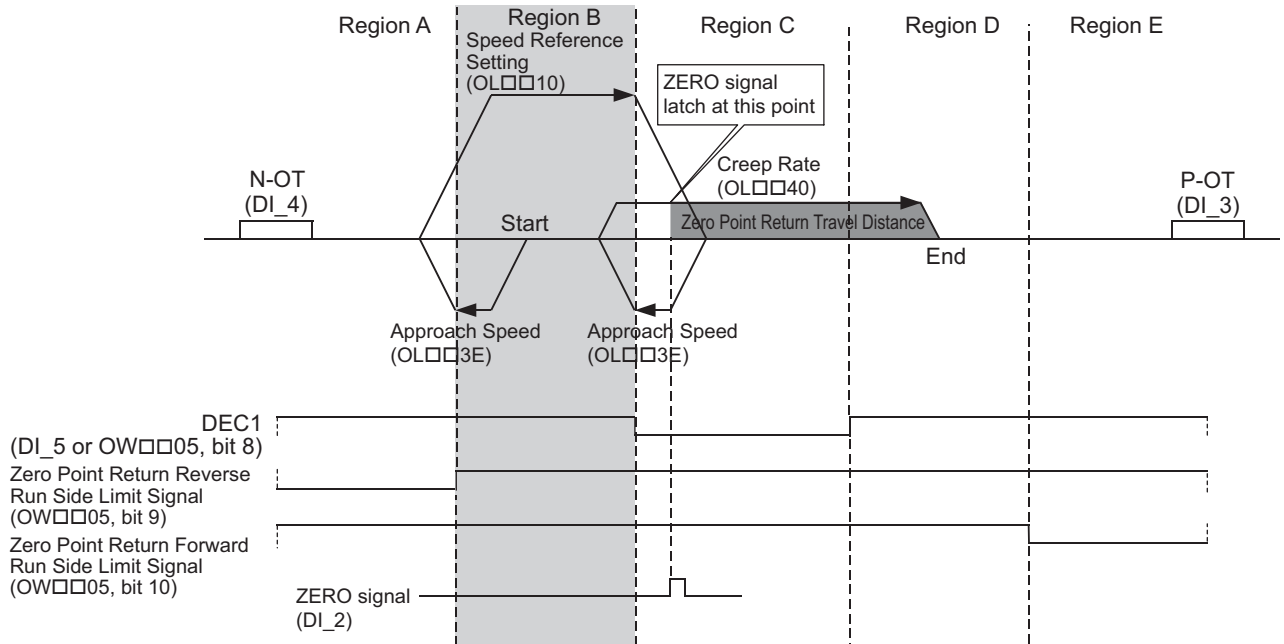 Region A
Region B
Region C
Region D
Region E
Speed Reference
Setting
(OL□□10)
ZERO signal
latch at this point
Creep Rate
(OL□□40)
N-OT
(DI_4)
P-OT
(DI_3)
Start
Zero Point Return Travel Distance
End
Approach Speed
(OL□□3E)
Approach Speed
(OL□□3E)
DEC1
(DI_5 or OW□□05, bit 8)
Zero Point Return Reverse
Run Side Limit Signal
(OW□□05, bit 9)
Zero Point Return Forward
Run Side Limit Signal
(OW□□05, bit 10)
ZERO signal
(DI_2)